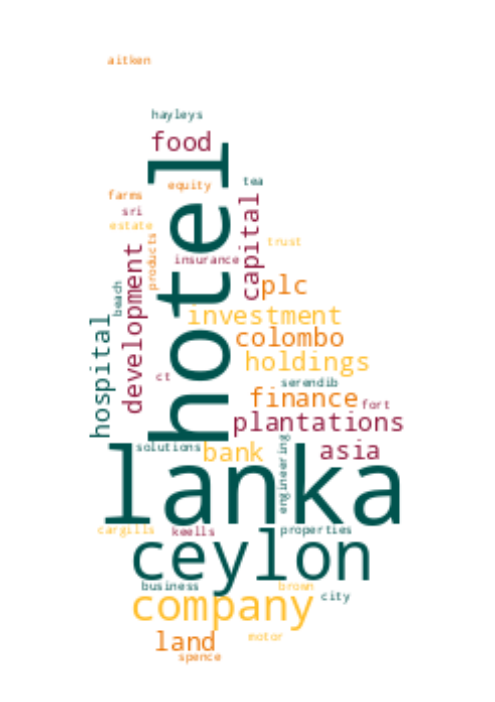 aitken
hayleys
food
hotel
equity
tea
farms
sri
capital
estate
products
trust
development
insurance
beach
plc
investment
hospital
colombo
holdings
ct
serendib
finance
fort
plantations
solutions
bank
engineering
asia
lanka
cargills
keells
properties
ceylon
business
brown
company
city
land
motor
spence